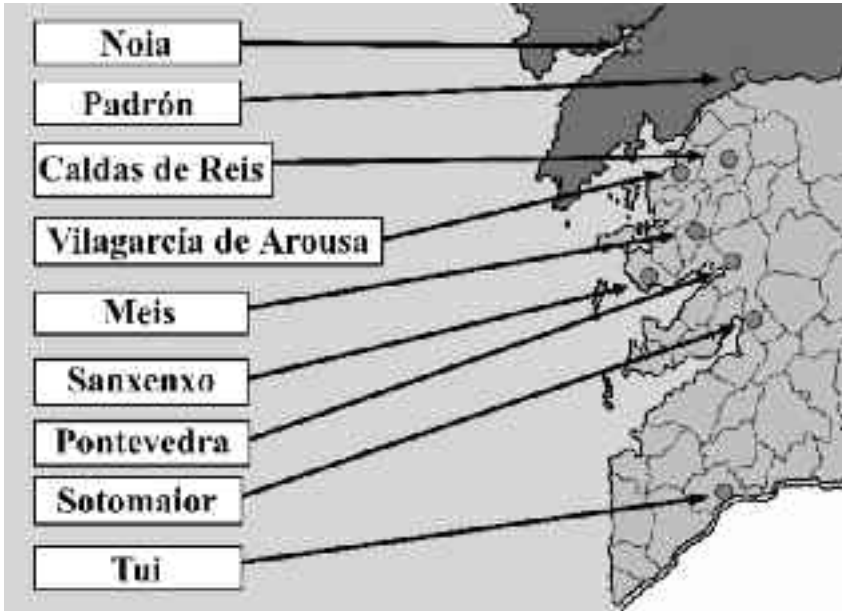 Noia
Padrón
Caldas de Reis
Vilagarcía de Arousa
Meis
Sanxenxo
Pontevedra
Sotomaior
Tui